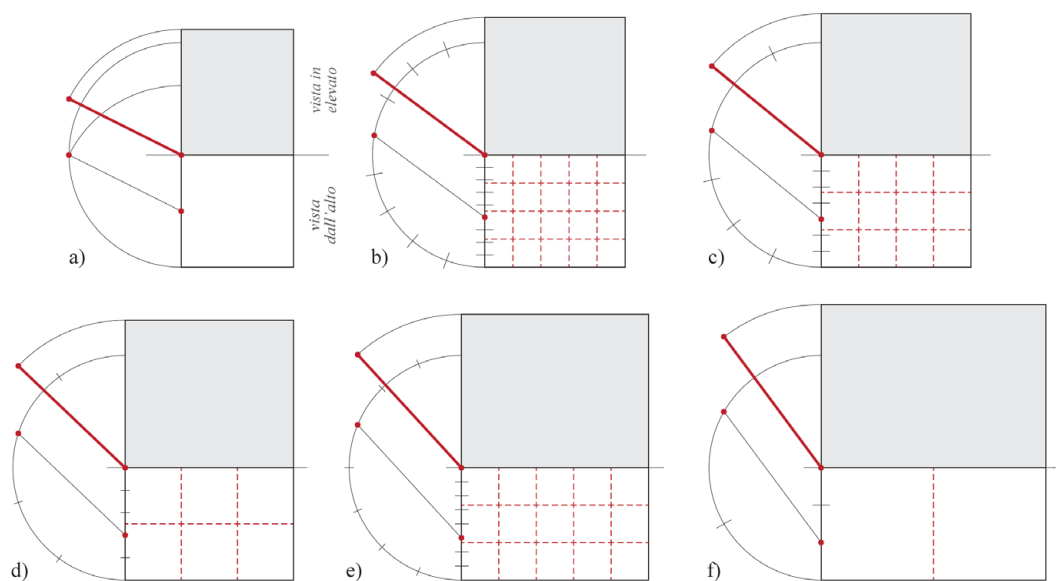 vista in
elevato
vista
dall'alto
a)
b)
c)
d)
e)
f)